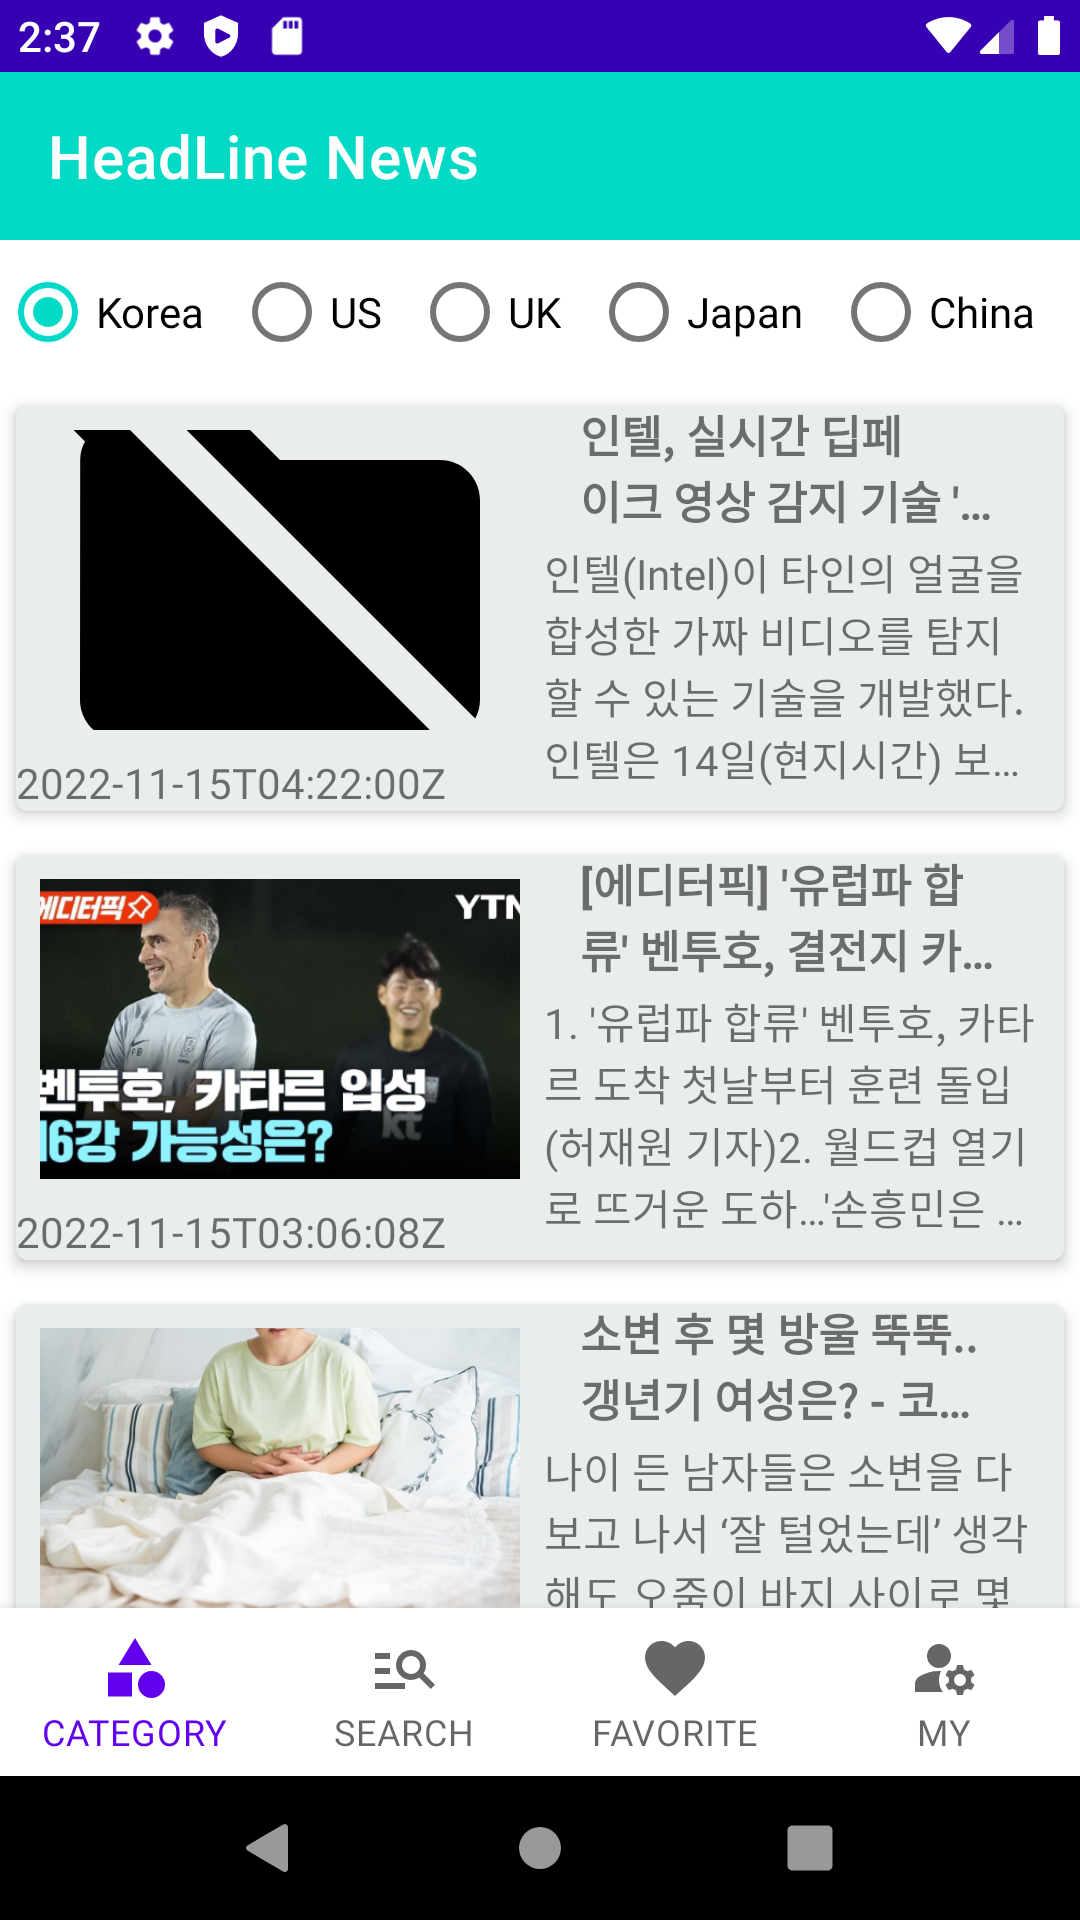 2:37
HeadLine News
Korea
US
UK
Japan
China
인텔, 실시간 딥페
이크 영상 감지 기술 '...
인텔(Intel)이 타인의 얼굴을
합성한 가짜 비디오를 탐지
할 수 있는 기술을 개발했다.
인텔은 14일(현지시간) 보...
2022-11-15T04:22:00Z
[에디터픽] '유럽파 합
류' 벤투호, 결전지 카...
에디터픽
YTN
벤투호, 카타르 입성
16강 가능성은?
kt
1. '유럽파 합류' 벤투호, 카타
르 도착 첫날부터 훈련 돌입
(허재원 기자)2. 월드컵 열기
로 뜨거운 도하...'손흥민은 ...
2022-11-15T03:06:08Z
소변 후 몇 방울 뚝뚝..
갱년기 여성은? - 코...
나이 든 남자들은 소변을 다
보고 나서 ‘잘 털었는데’ 생각
해도 오줌이 바지 사이로 몇
CATEGORY
SEARCH
FAVORITE
MY